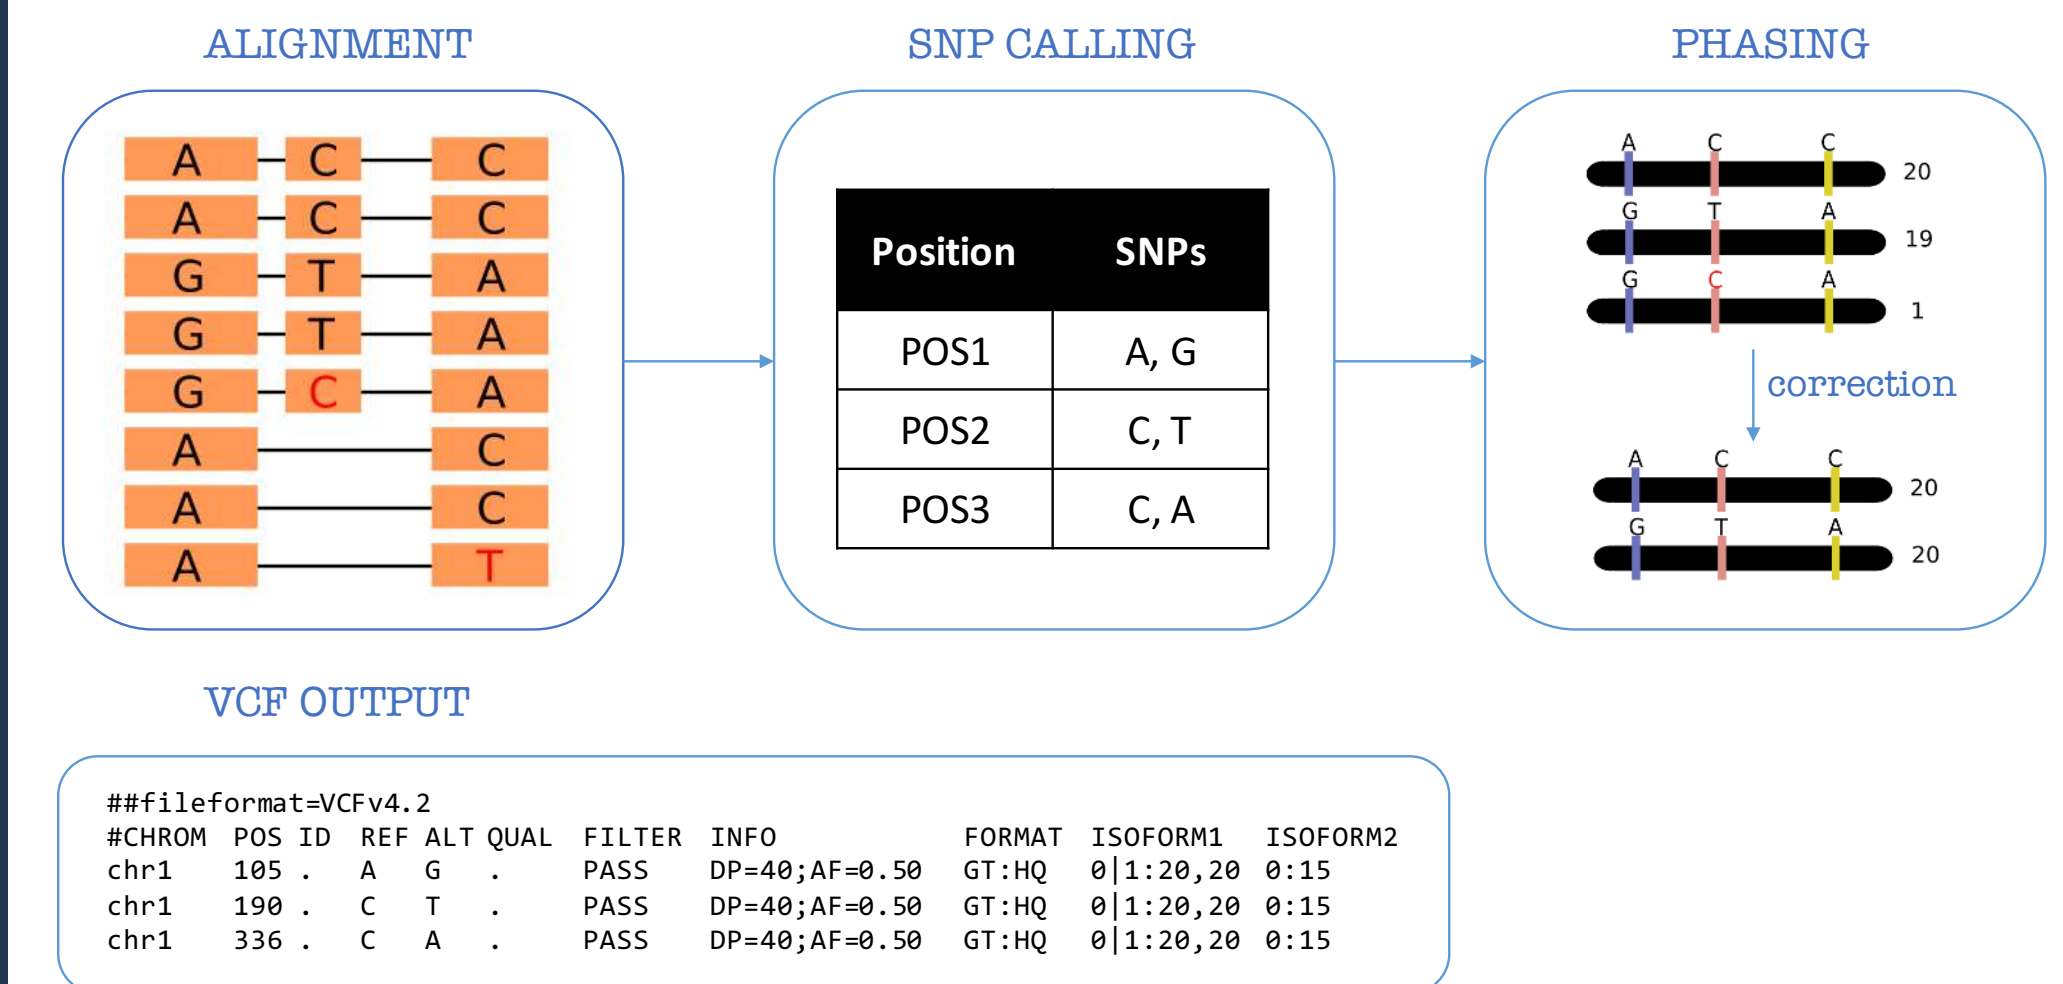 ALIGNMENT
A C C
A C C
G T A
G T A
G C A
A C
A C
A T
SNP CALLING
Position SNPs
POS1 A, G
POS2 C, T
POS3 C, A
PHASING
A C C
20
G T A
19
G C A
1
correction
A C C
20
G T A
20
VCF OUTPUT
##fileformat=VCFv4.2
#CHROM POS ID REF ALT QUAL FILTER INFO FORMAT ISOFORM1 ISOFORM2
chr1 105 . A G . PASS DP=40;AF=0.50 GT:HQ 0|1:20,20 0:15
chr1 190 . C T . PASS DP=40;AF=0.50 GT:HQ 0|1:20,20 0:15
chr1 336 . C A . PASS DP=40;AF=0.50 GT:HQ 0|1:20,20 0:15